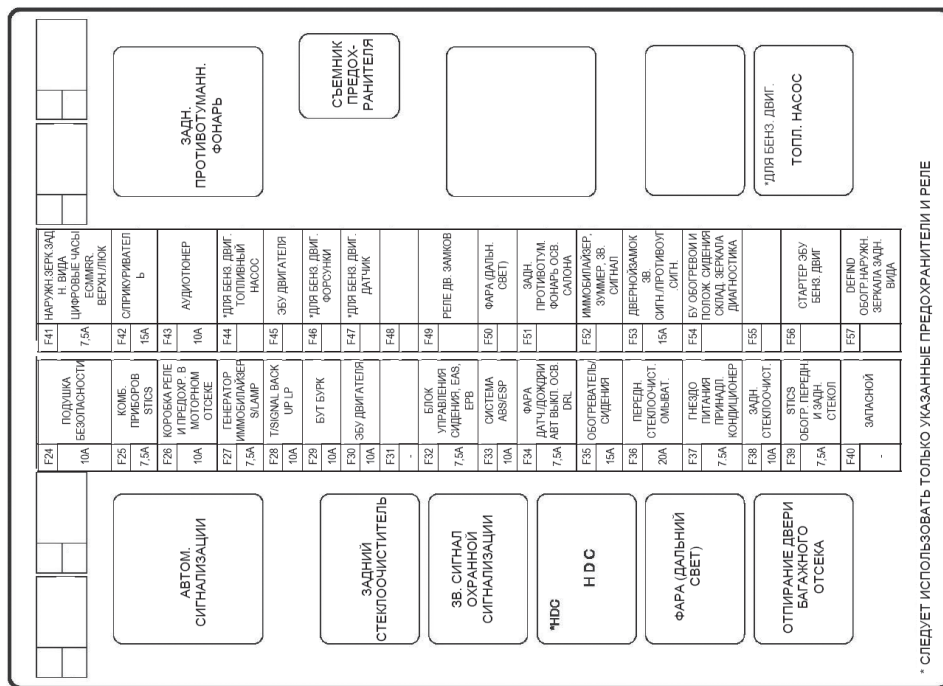 АВТОМ.
СИГНАЛИЗАЦИИ
ЗАДНИЙ
СТЕКЛООЧИСТИТЕЛЬ
ЗВ. СИГНАЛ
ОХРАННОЙ
СИГНАЛИЗАЦИИ
*HDC
HDC
ФАРА (ДАЛЬНИЙ
СВЕТ)
ОТПИРАНИЕ ДВЕРИ
БАГАЖНОГО
ОТСЕКА
F24
10A
ПОДУШКА
БЕЗОПАСНОСТИ
F25
7,5A
КОМБ.
ПРИБОРОВ
STICS
F26
10A
КОРОБКА РЕЛЕ
И ПРЕДОХР. В
МОТОРНОМ
ОТСЕКЕ
F27
7,5A
ГЕНЕРАТОР
ИММОБИЛАЙЗЕР
S/LAMP
F28
10A
T/SIGNAL BACK
UP LP
F29
10A
БУТ БУРК
F30
10A
ЭБУ ДВИГАТЕЛЯ
F31
-
F32
7,5A
БЛОК
УПРАВЛЕНИЯ
СИДЕНИЯ, EAS,
EPB
F33
10A
СИСТЕМА
ABS/ESP
F34
7,5A
ФАРА
ДАТЧ./ДОЖДЯ/И
АВТ ВЫКЛ. ОСВ.
DRL
F35
15A
ОБОГРЕВАТЕЛЬ/
СИДЕНИЯ
F36
20A
ПЕРЕДН.
СТЕКЛООЧИСТ.
ОМЫВАТ.
F37
7,5A
ГНЕЗДО
ПИТАНИЯ
ПРИНАДЛ.
КОНДИЦИОНЕР
F38
10A
ЗАДН.
СТЕКЛООЧИСТ.
F39
7,5A
STICS
ОБОГР. ПЕРЕДН.
И ЗАДН.
СТЕКОЛ
F40
-
ЗАПАСНОЙ
F41
7,5A
НАРУЖН.ЗЕРК.ЗАД
Н. ВИДА
ЦИФРОВЫЕ ЧАСЫ
ECMMRR.
ВЕРХН.ЛЮК
F42
15A
С/ПРИКУРИВАТЕЛ
Ь
F43
10A
АУДИОТЮНЕР
F44
*ДЛЯ БЕНЗ. ДВИГ.
ТОПЛИВНЫЙ
НАСОС
F45
ЭБУ ДВИГАТЕЛЯ
F46
*ДЛЯ БЕНЗ. ДВИГ.
ФОРСУНКИ
F47
*ДЛЯ БЕНЗ. ДВИГ.
ДАТЧИК
F48
F49
РЕЛЕ ДВ. ЗАМКОВ
F50
ФАРА (ДАЛЬН.
СВЕТ)
F51
ЗАДН.
ПРОТИВОТУМ.
ФОНАРЬ ОСВ.
САЛОНА
F52
ИММОБИЛАЙЗЕР,
ЗУММЕР, ЗВ.
СИГНАЛ
F53
15A
ДВЕРНОЙЗАМОК
ЗВ.
СИГН./ПРОТИВОУГ
.СИГН.
F54
БУ ОБОГРЕВОИ И
ПОЛОЖ. СИДЕНИЯ
СКЛАД. ЗЕРКАЛА
ДИАГНОСТИКА
F55
F56
СТАРТЕР ЭБУ
БЕНЗ. ДВИГ
F57
DEFIND
ОБОГР.НАРУЖН.
ЗЕРКАЛА ЗАДН.
ВИДА
ЗАДН.
ПРОТИВОТУМАНН.
ФОНАРЬ
СЪЕМНИК
ПРЕДОХ-
РАНИТЕЛЯ
*ДЛЯ БЕНЗ. ДВИГ.
ТОПЛ. НАСОС
* СЛЕДУЕТ ИСПОЛЬЗОВАТЬ ТОЛЬКО УКАЗАННЫЕ ПРЕДОХРАНИТЕЛИ И РЕЛЕ